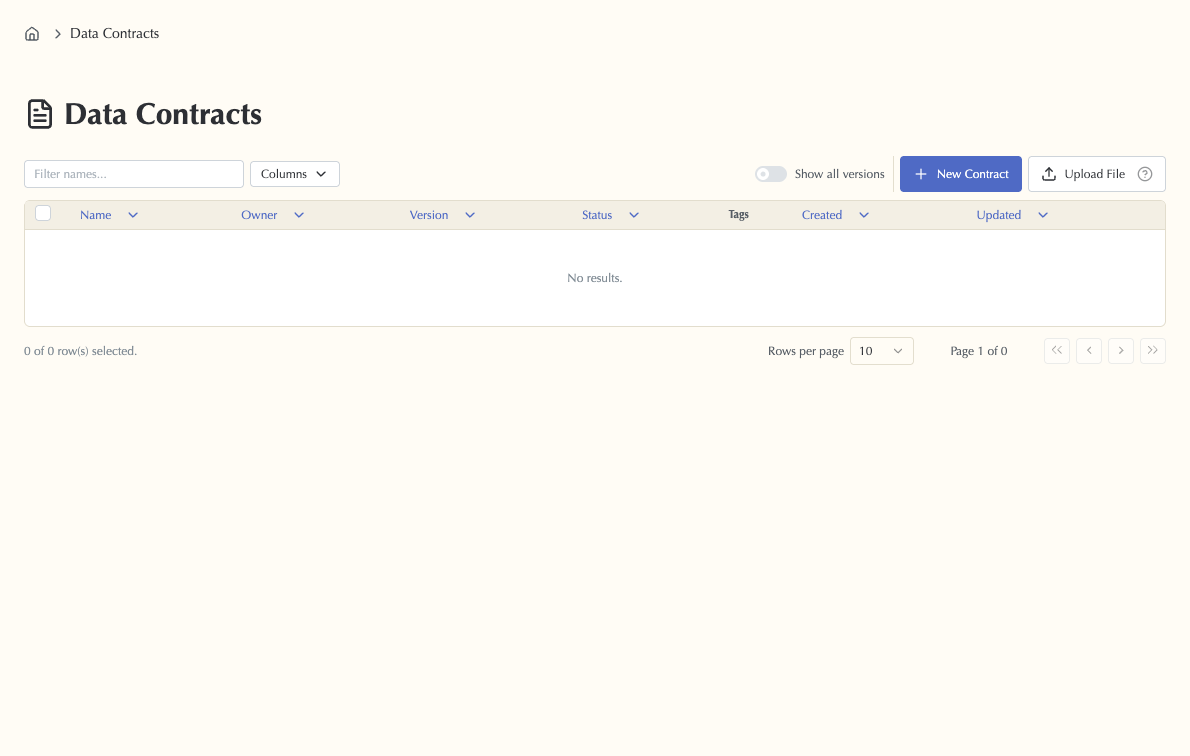 Data Contracts
Data Contracts
Filter names...
Columns
Show all versions
New Contract
Upload File
Name Owner Version Status Tags Created Updated
No results.
0 of 0 row(s) selected.
Rows per page 10 Page 1 of 0